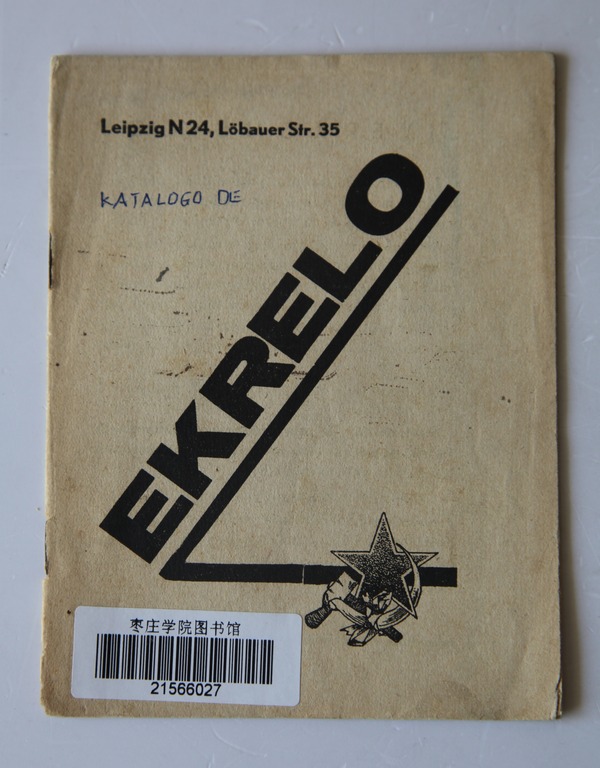 Leipzig N 24, Löbauer Str. 35
KATALOGO DE
EKRELO
枣庄学院图书馆
21566027